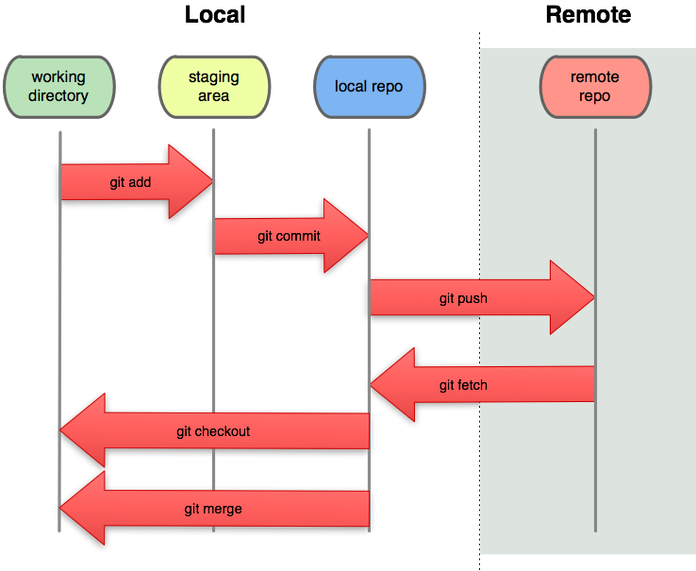 Local
Remote
working
directory
staging
area
local repo
remote
repo
git add
git commit
git push
git fetch
git checkout
git merge